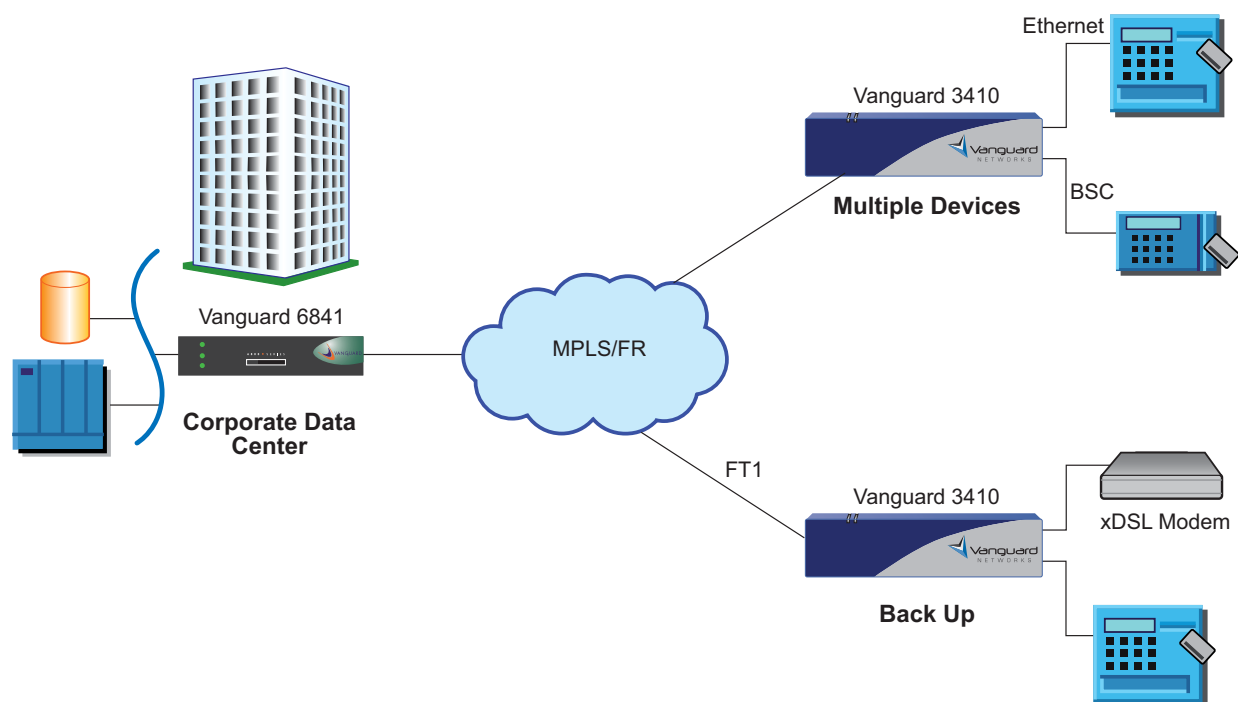 Ethernet
Vanguard 3410
Vanguard
NETWORKS
Multiple Devices
BSC
Vanguard 6841
VANGUARD
Corporate Data
Center
MPLS/FR
FT1
Vanguard 3410
Vanguard
NETWORKS
Back Up
xDSL Modem